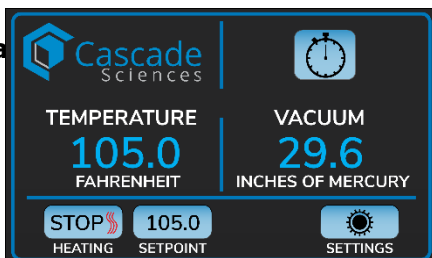 a
Cascade
Sciences
TEMPERATURE
105.0
FAHRENHEIT
VACUUM
29.6
INCHES OF MERCURY
STOP
HEATING
105.0
SETPOINT
SETTINGS